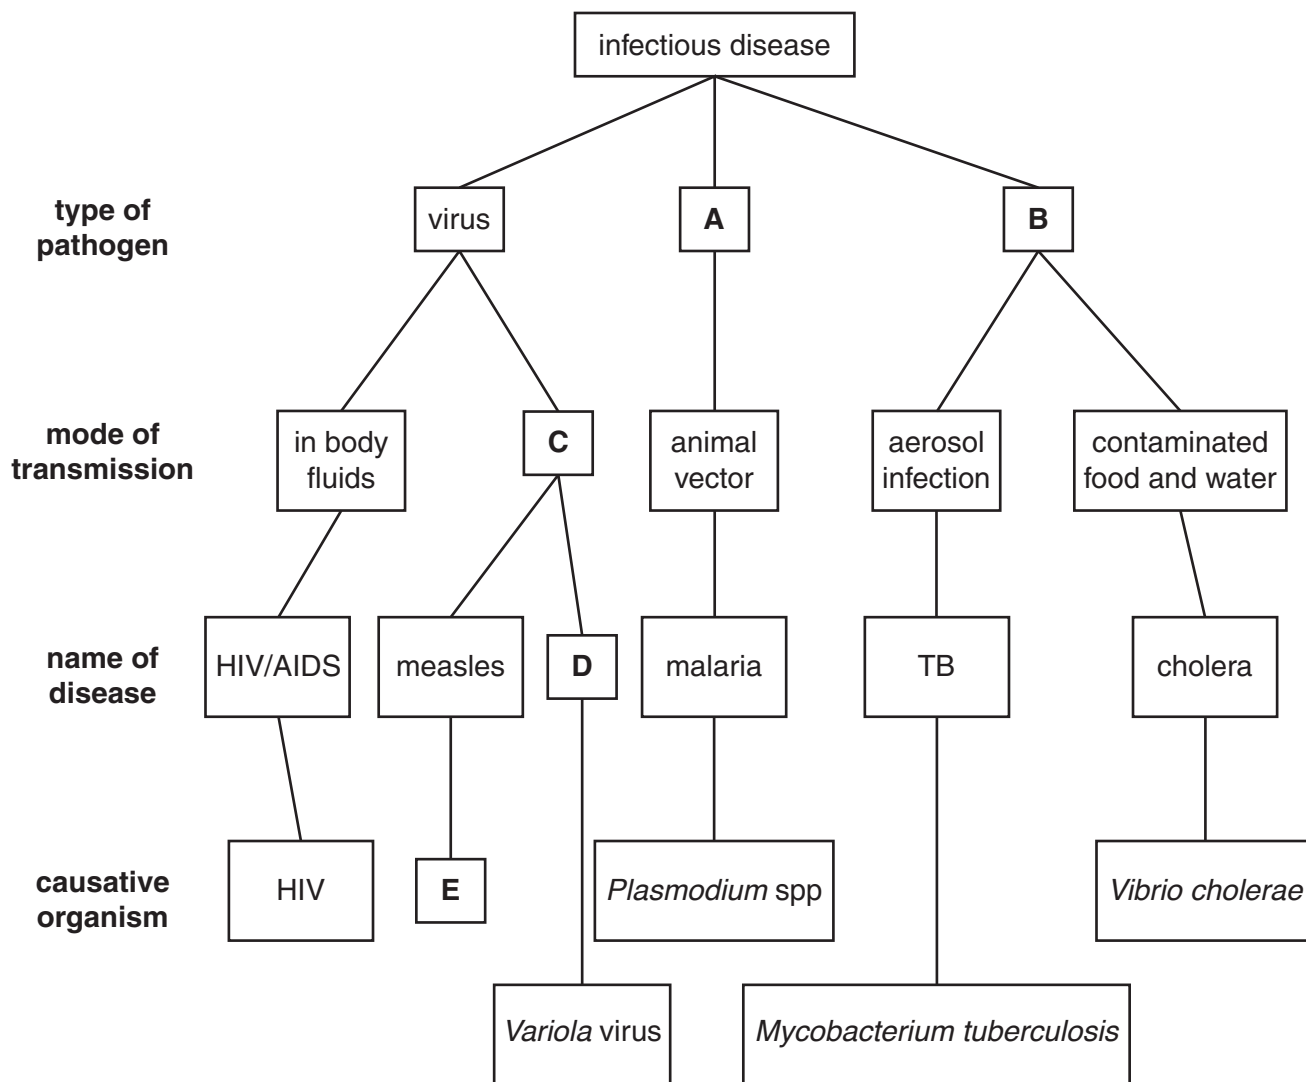 infectious disease
type of
pathogen
virus
A
B
mode of
transmission
in body
fluids
C
animal
vector
aerosol
infection
contaminated
food and water
name of
disease
HIV/AIDS
measles
D
malaria
TB
cholera
causative
organism
HIV
E
Plasmodium spp
Vibrio cholerae
Variola virus
Mycobacterium tuberculosis